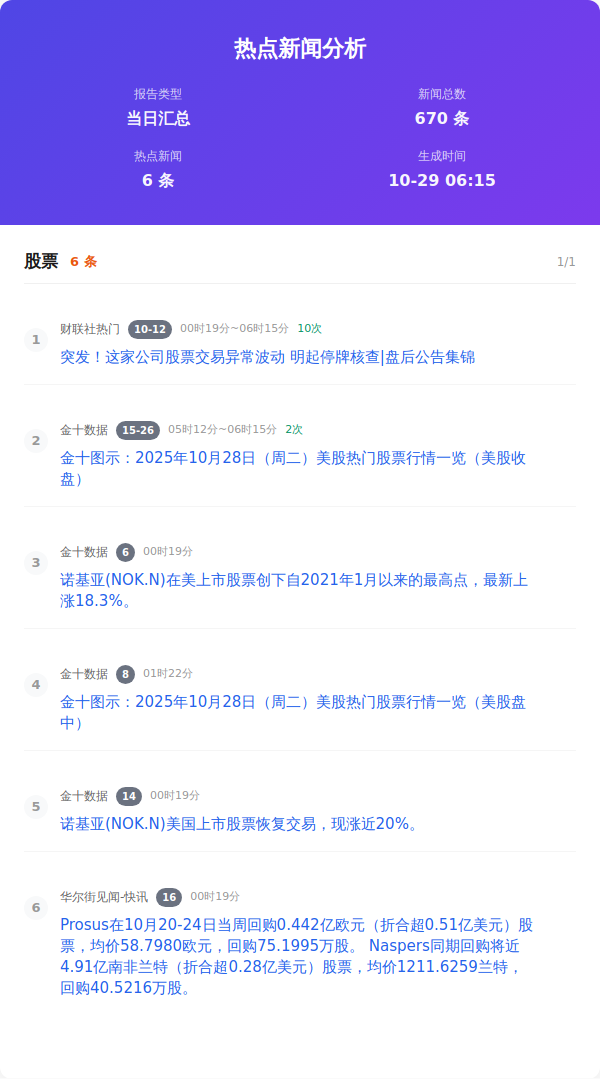 热点新闻分析
报告类型
当日汇总
新闻总数
670 条
热点新闻
6 条
生成时间
10-29 06:15
股票 6 条 1/1
1 财联社热门 10-12 00时19分~06时15分 10次
突发！这家公司股票交易异常波动 明起停牌核查|盘后公告集锦
2 金十数据 15-26 05时12分~06时15分 2次
金十图示：2025年10月28日（周二）美股热门股票行情一览（美股收
盘）
3 金十数据 6 00时19分
诺基亚(NOK.N)在美上市股票创下自2021年1月以来的最高点，最新上
涨18.3%。
4 金十数据 8 01时22分
金十图示：2025年10月28日（周二）美股热门股票行情一览（美股盘
中）
5 金十数据 14 00时19分
诺基亚(NOK.N)美国上市股票恢复交易，现涨近20%。
6 华尔街见闻-快讯 16 00时19分
Prosus在10月20-24日当周回购0.442亿欧元（折合超0.51亿美元）股
票，均价58.7980欧元，回购75.1995万股。 Naspers同期回购将近
4.91亿南非兰特（折合超0.28亿美元）股票，均价1211.6259兰特，
回购40.5216万股。